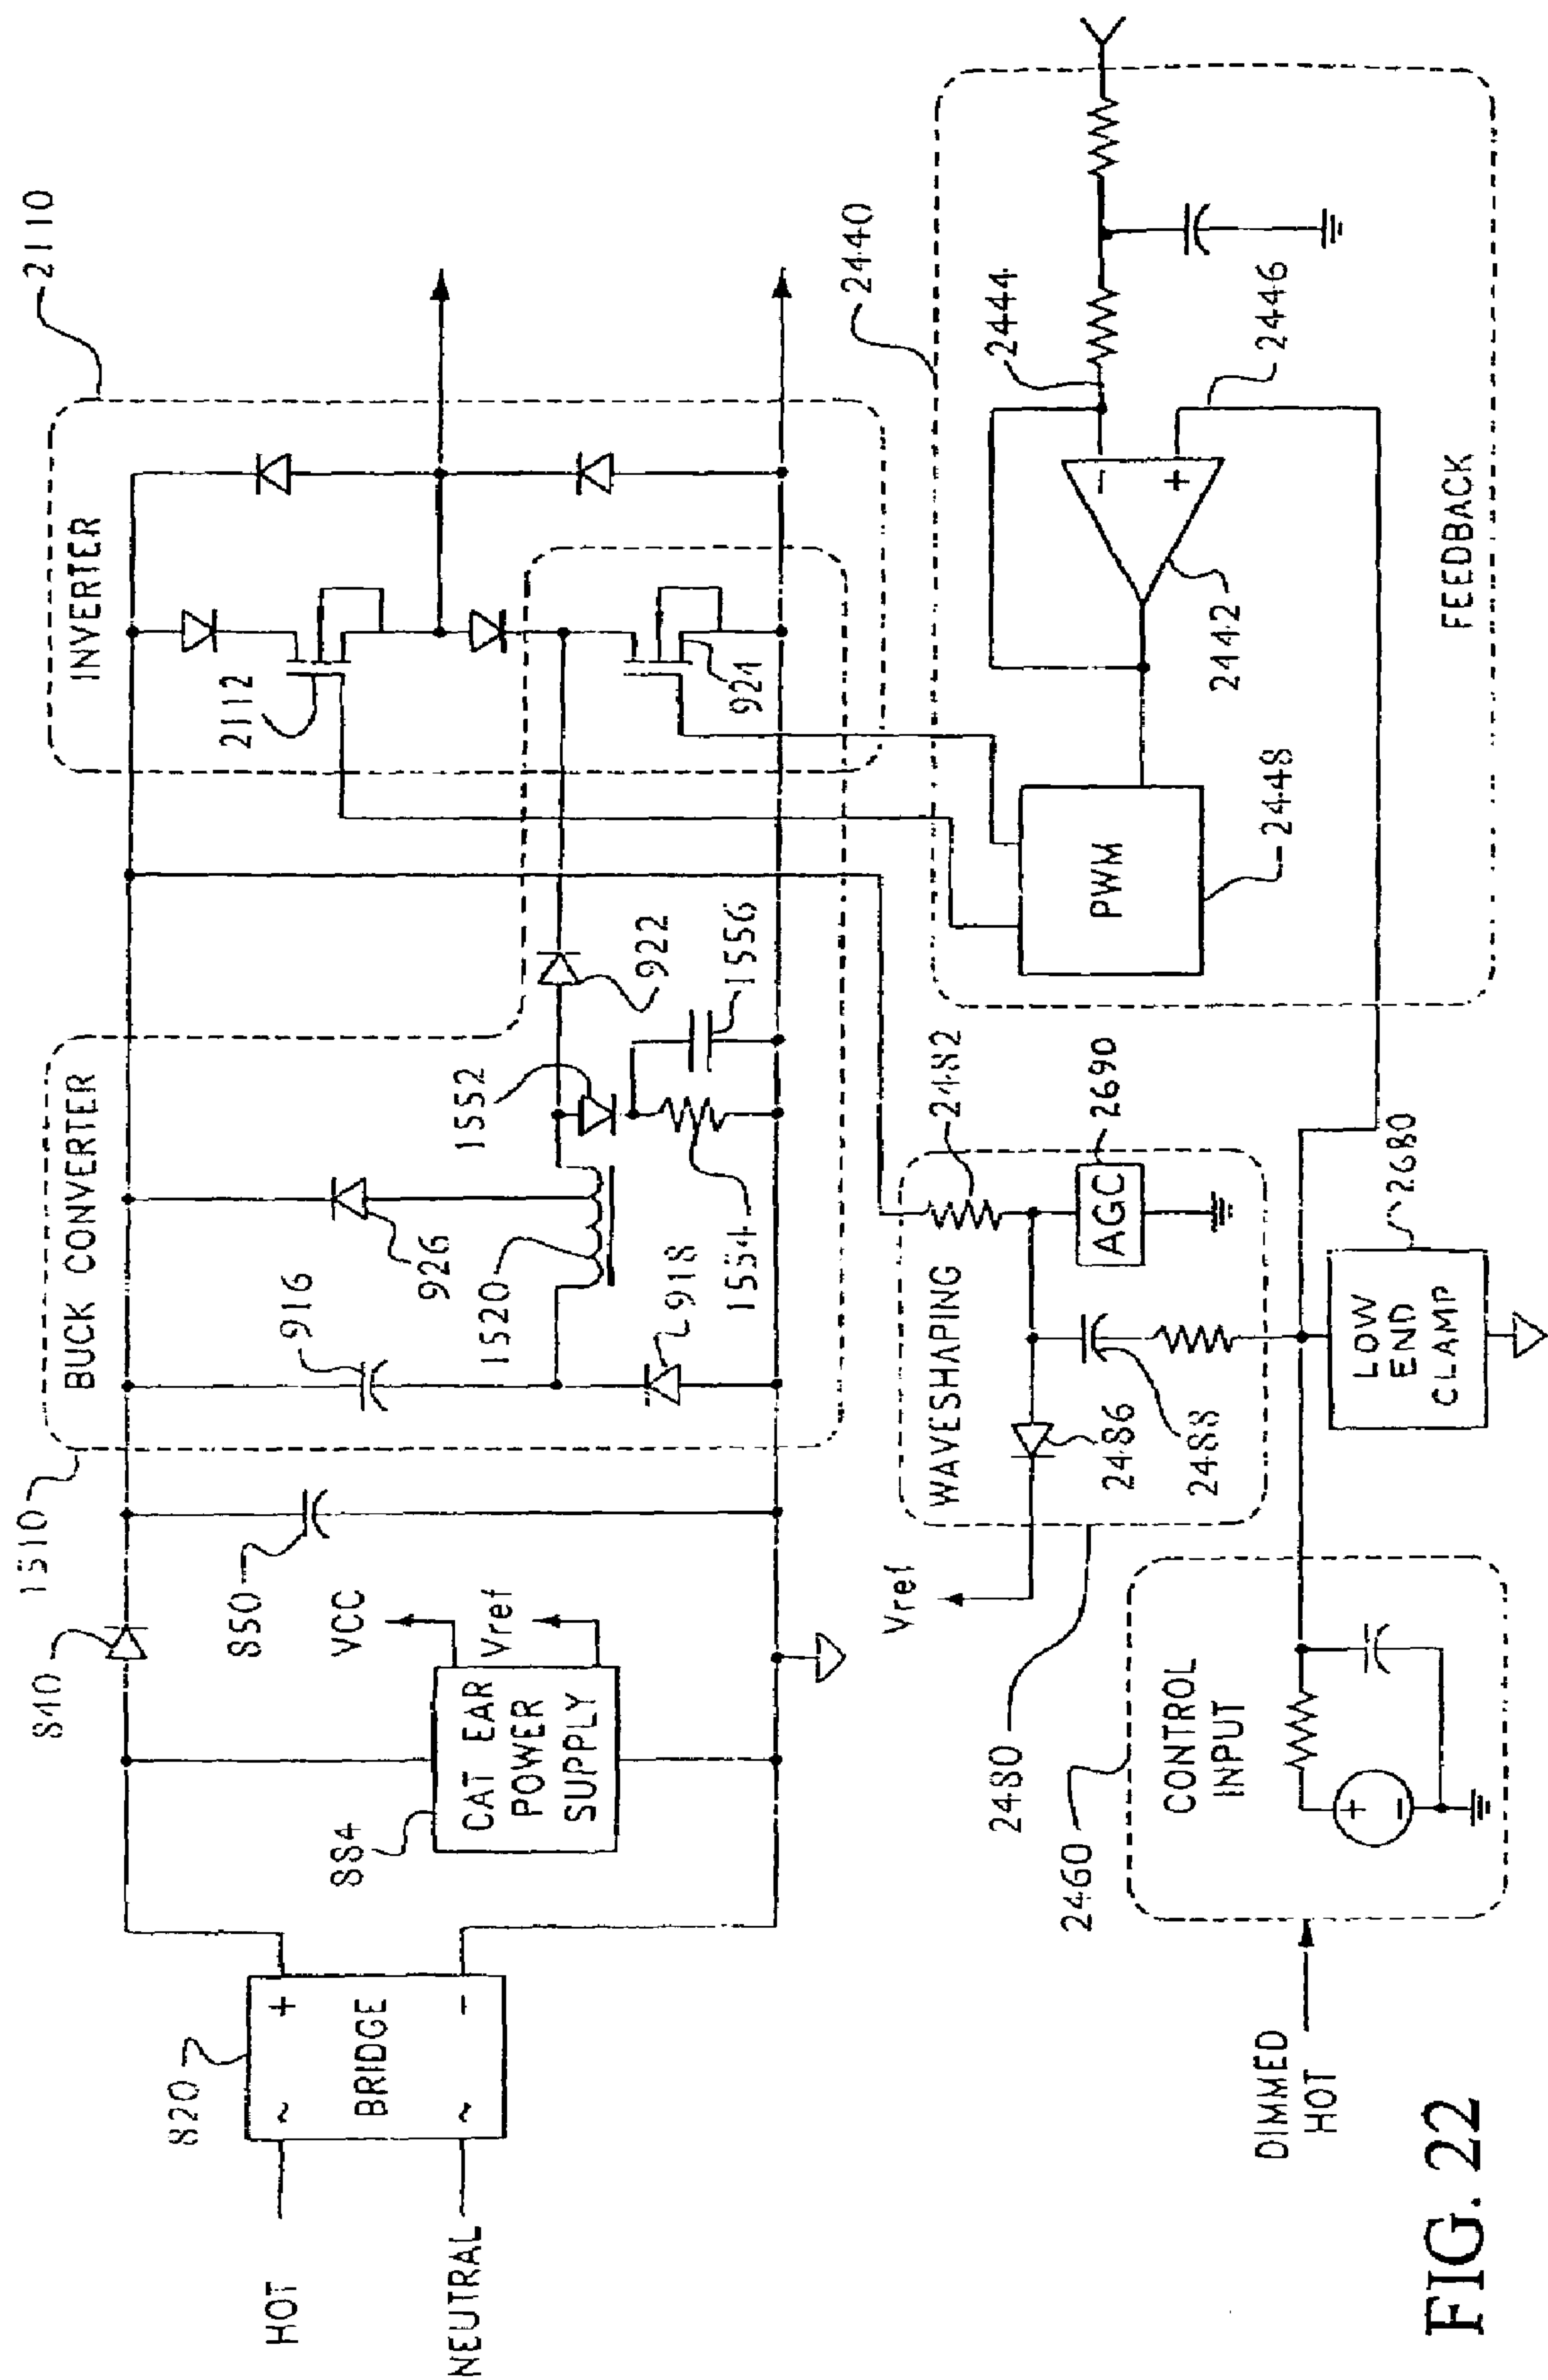 2110
INVERTER
2112
921
1510
BUCK CONVERTER
916
926
1520
918
1552
922
1556
1554
840
850
VCC
Vref
884
CAT EAR
POWER
SUPPLY
820
+
-
~
~
BRIDGE
HOT
NEUTRAL
2440
2444
2446
-
+
2442
FEEDBACK
PWM
2448
2482
2690
AGC
WAVESHAPING
2486
2488
Vref
2480
2680
LOW
END
CLAMP
2460
CONTROL
INPUT
+
-
DIMMED
HOT
FIG. 22